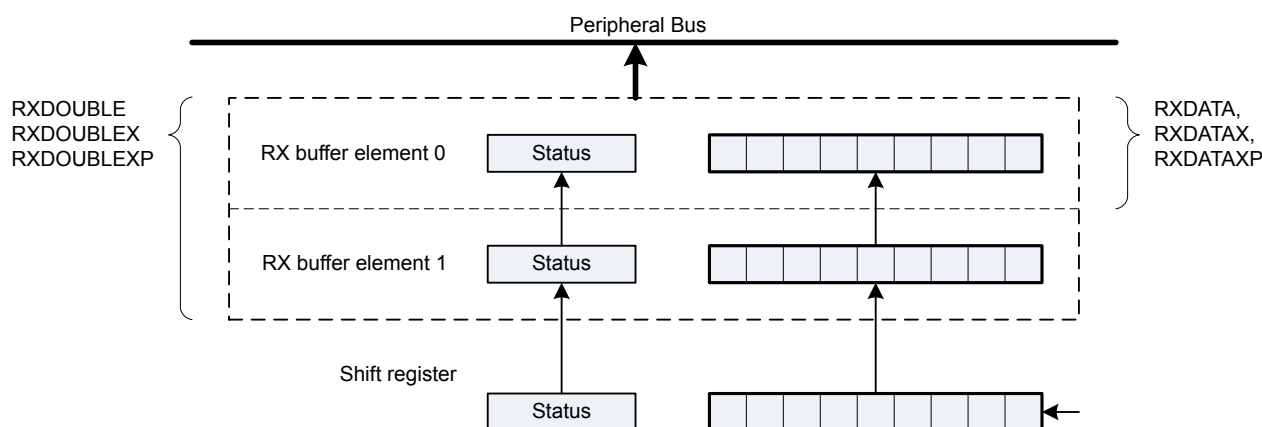 Peripheral Bus
RXDOUBLE
RXDOUBLEX
RXDOUBLEXP
RXDATA,
RXDATAX,
RXDATAXP
RX buffer element 0
Status
RX buffer element 1
Status
Shift register
Status